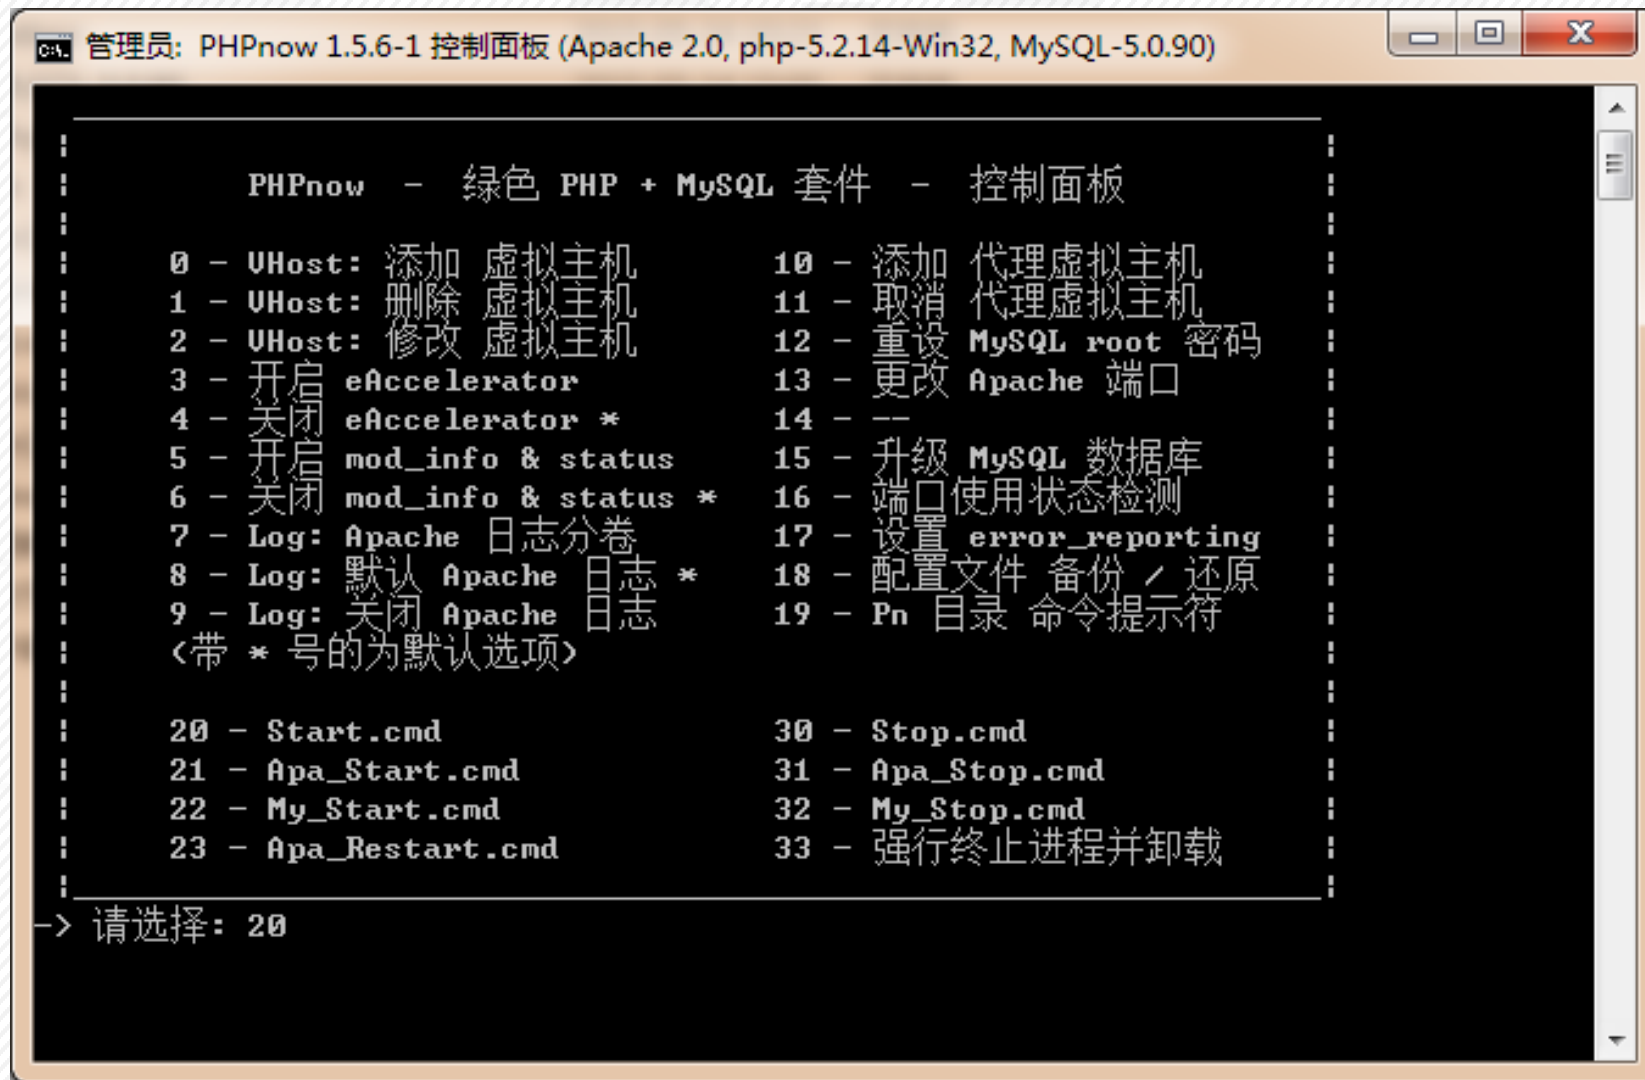 管理员: PHPnow 1.5.6-1 控制面板 (Apache 2.0, php-5.2.14-Win32, MySQL-5.0.90)
PHPnow - 绿色 PHP + MySQL 套件 - 控制面板
0 - VHost: 添加 虚拟主机 10 - 添加 代理虚拟主机
1 - VHost: 删除 虚拟主机 11 - 取消 代理虚拟主机
2 - VHost: 修改 虚拟主机 12 - 重设 MySQL root 密码
3 - 开启 eAccelerator 13 - 更改 Apache 端口
4 - 关闭 eAccelerator * 14 - --
5 - 开启 mod_info & status 15 - 升级 MySQL 数据库
6 - 关闭 mod_info & status * 16 - 端口使用状态检测
7 - Log: Apache 日志分卷 17 - 设置 error_reporting
8 - Log: 默认 Apache 日志 * 18 - 配置文件 备份 / 还原
9 - Log: 关闭 Apache 日志 19 - Pn 目录 命令提示符
<带 * 号的为默认选项>
20 - Start.cmd 30 - Stop.cmd
21 - Apa_Start.cmd 31 - Apa_Stop.cmd
22 - My_Start.cmd 32 - My_Stop.cmd
23 - Apa_Restart.cmd 33 - 强行终止进程并卸载
-> 请选择: 20